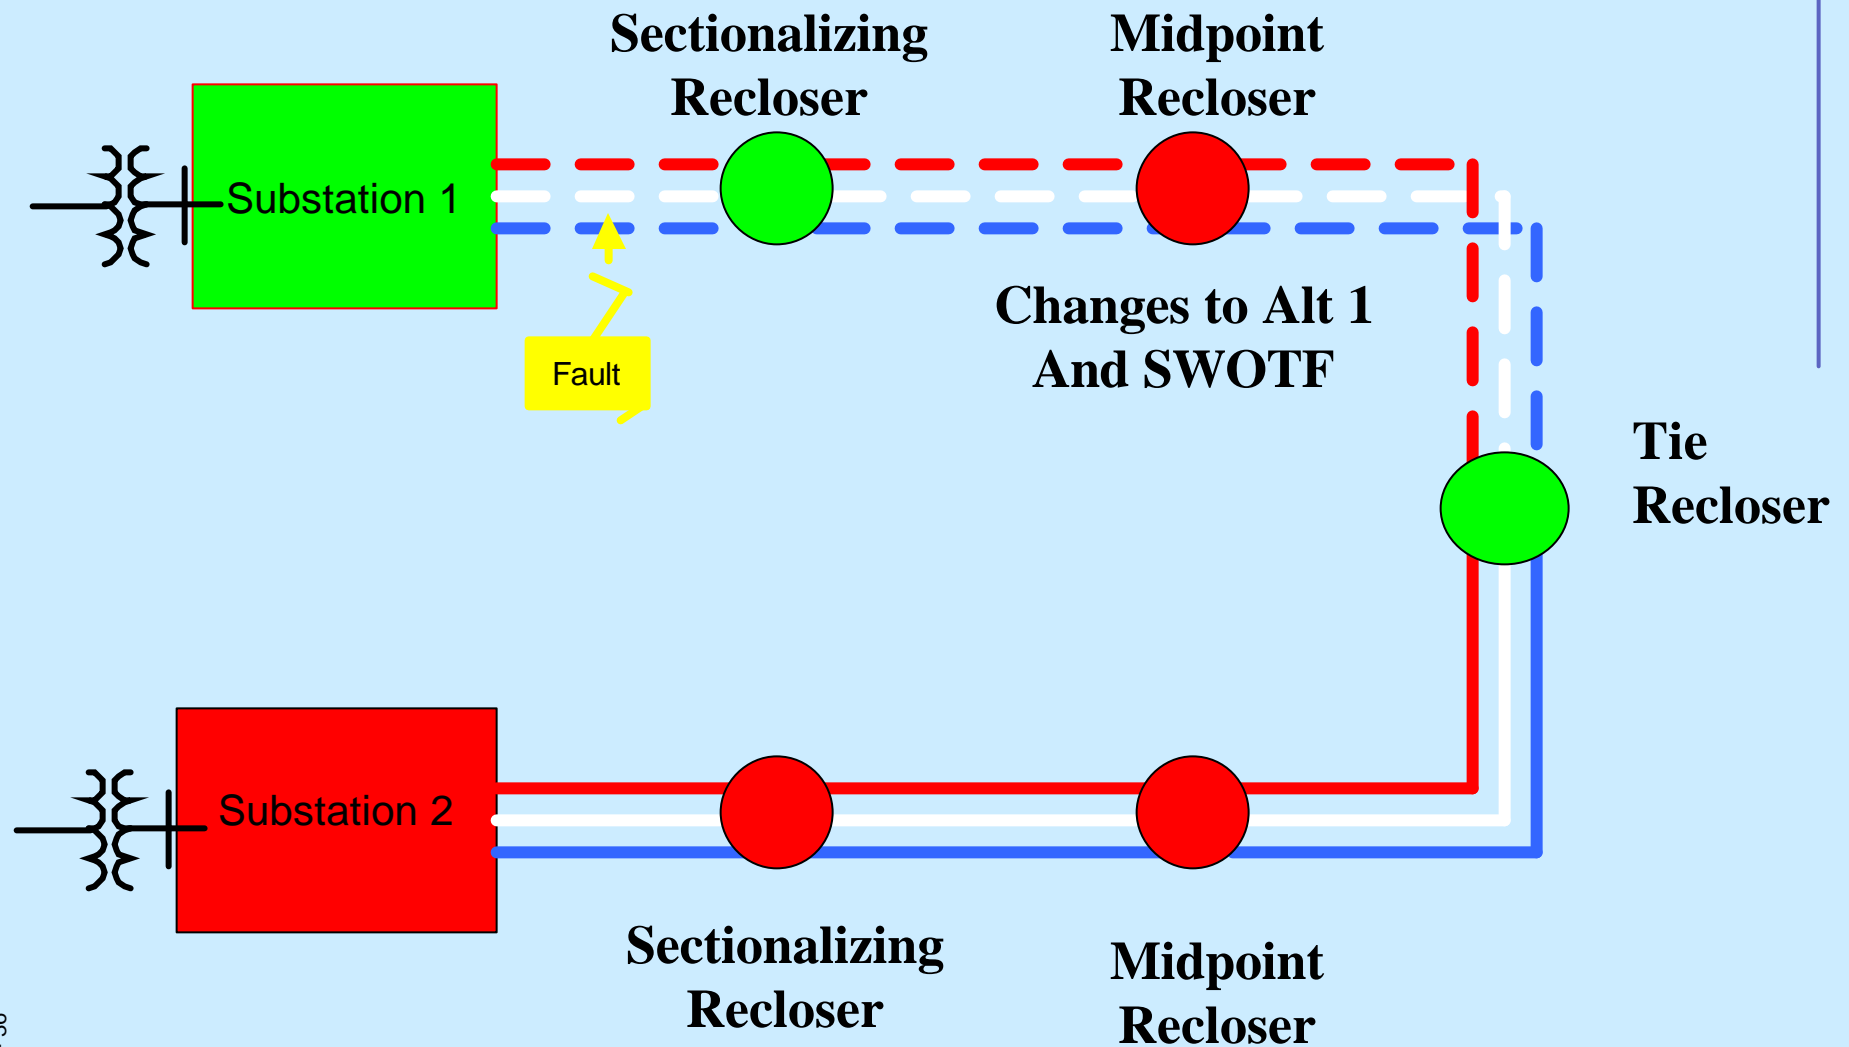 Sectionalizing
Recloser
Midpoint
Recloser
Substation 1
Changes to Alt 1
And SWOTF
Fault
Tie
Recloser
Substation 2
Sectionalizing
Recloser
Midpoint
Recloser